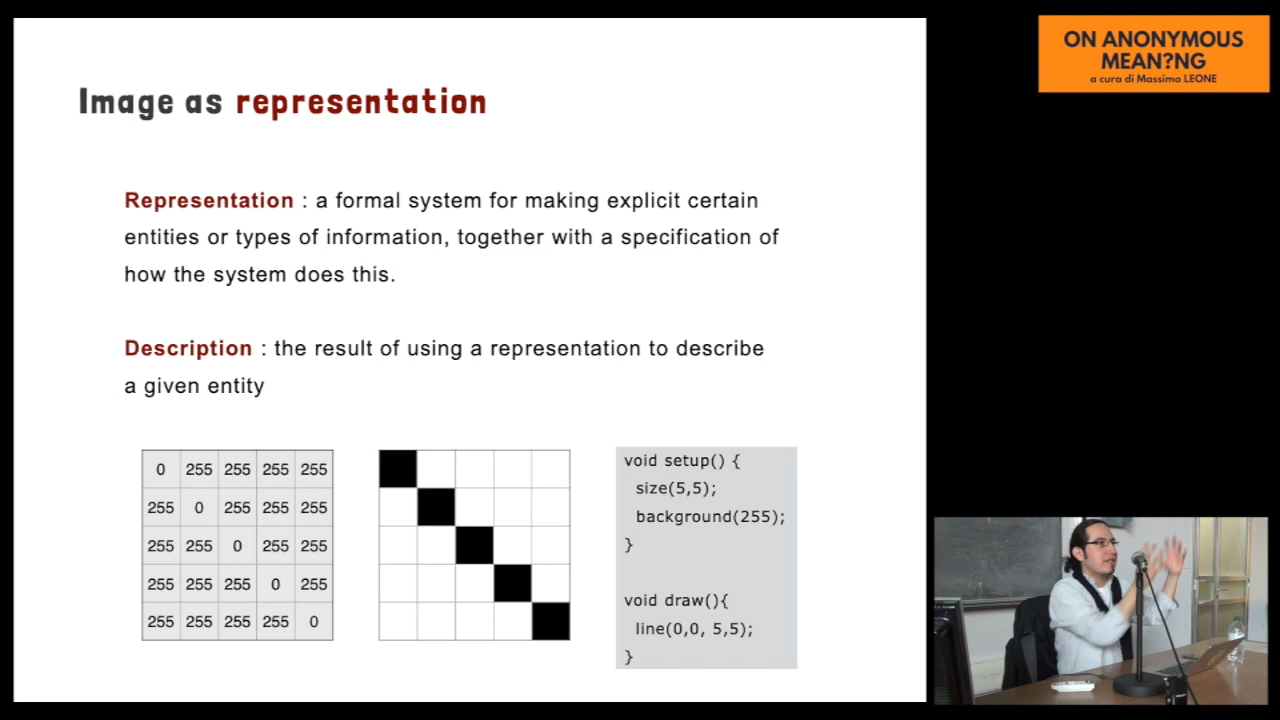 ON ANONYMOUS
MEAN?NG
a cura di Massimo LEONE
Image as representation
Representation : a formal system for making explicit certain
entities or types of information, together with a specification of
how the system does this.
Description : the result of using a representation to describe
a given entity
0 255 255 255 255
255 0 255 255 255
255 255 0 255 255
255 255 255 0 255
255 255 255 255 0
void setup() {
size(5,5);
background(255);
}
void draw(){
line(0,0, 5,5);
}